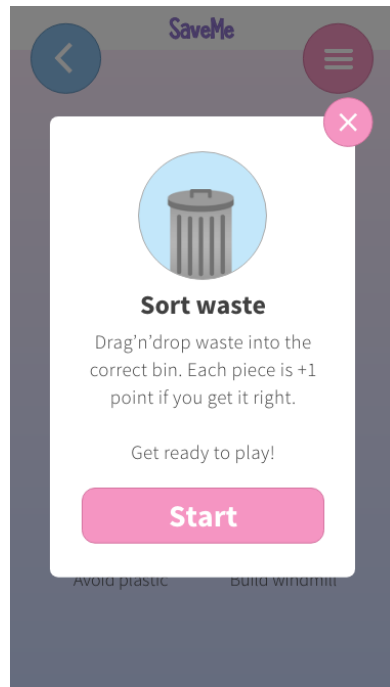 SaveMe
Sort waste
Drag'n'drop waste into the
correct bin. Each piece is +1
point if you get it right.
Get ready to play!
Start
Avoid plastic Build windmill